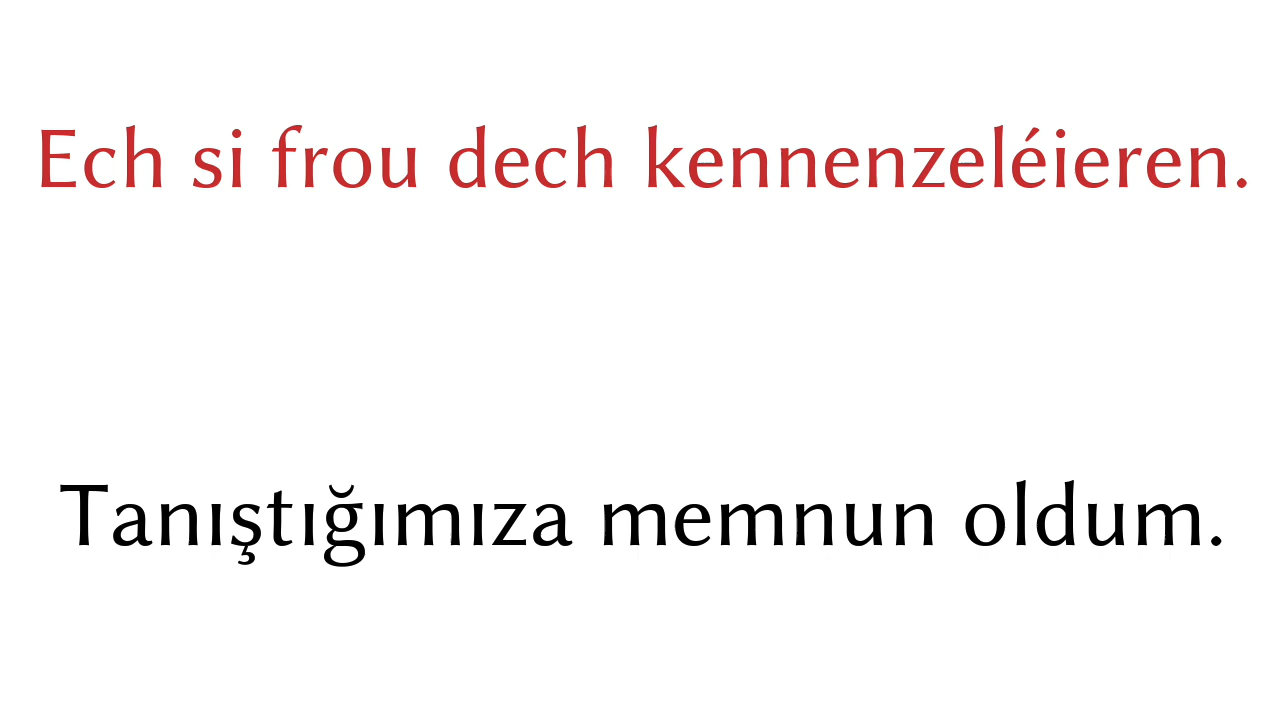 Ech si frou dech kennenzeléieren.
Tanıştığımıza memnun oldum.